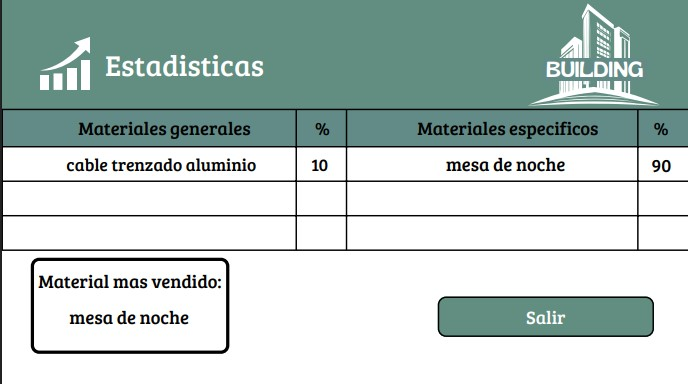 Estadisticas
BUILDING
Materiales generales % Materiales especificos %
cable trenzado aluminio 10 mesa de noche 90
Material mas vendido:
mesa de noche
Salir